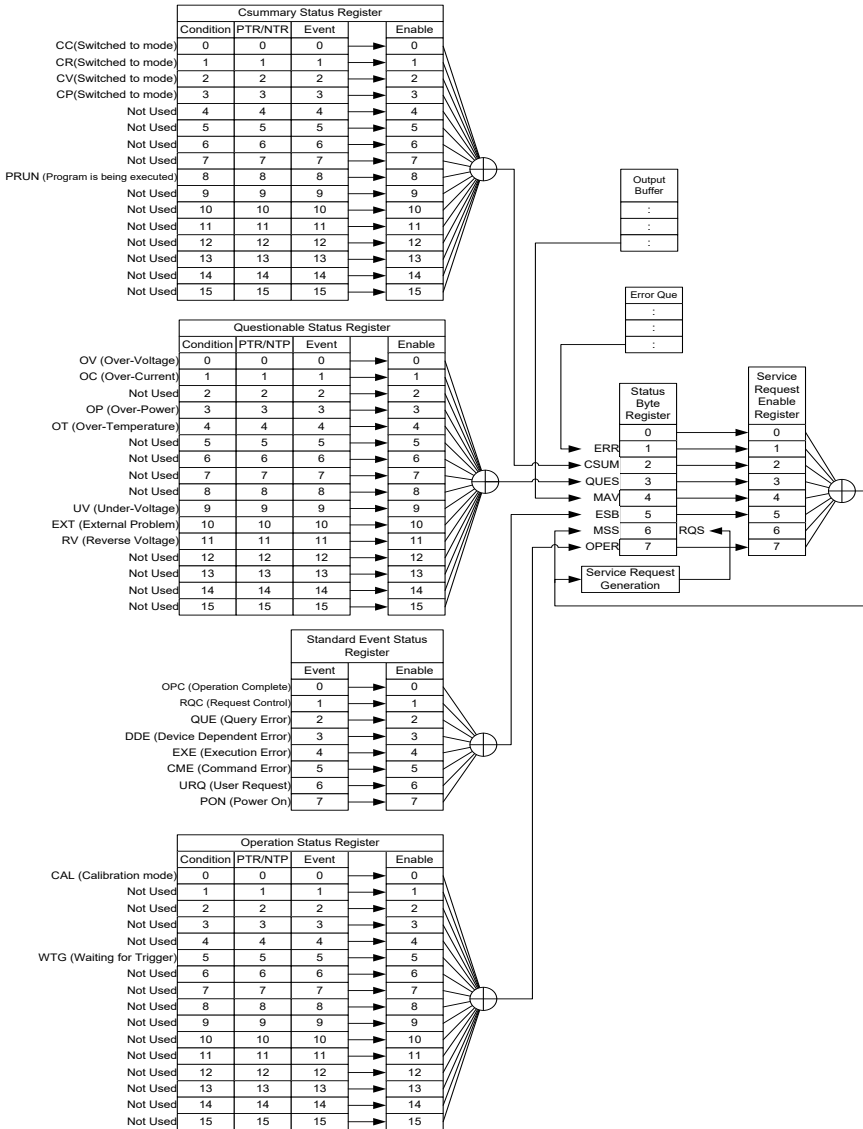 Csummary Status Register
Condition PTR/NTR Event Enable
CC(Switched to mode) 0 0 0 0
CR(Switched to mode) 1 1 1 1
CV(Switched to mode) 2 2 2 2
CP(Switched to mode) 3 3 3 3
Not Used 4 4 4 4
Not Used 5 5 5 5
Not Used 6 6 6 6
Not Used 7 7 7 7
PRUN (Program is being executed) 8 8 8 8
Not Used 9 9 9 9
Not Used 10 10 10 10
Not Used 11 11 11 11
Not Used 12 12 12 12
Not Used 13 13 13 13
Not Used 14 14 14 14
Not Used 15 15 15 15
Output
Buffer
:
:
:
Error Que
:
:
:
Questionable Status Register
Condition PTR/NTP Event Enable
OV (Over-Voltage) 0 0 0 0
OC (Over-Current) 1 1 1 1
Not Used 2 2 2 2
OP (Over-Power) 3 3 3 3
OT (Over-Temperature) 4 4 4 4
Not Used 5 5 5 5
Not Used 6 6 6 6
Not Used 7 7 7 7
Not Used 8 8 8 8
UV (Under-Voltage) 9 9 9 9
EXT (External Problem) 10 10 10 10
RV (Reverse Voltage) 11 11 11 11
Not Used 12 12 12 12
Not Used 13 13 13 13
Not Used 14 14 14 14
Not Used 15 15 15 15
Status
Byte
Register
Service
Request
Enable
Register
0 0
ERR 1 1
CSUM 2 2
QUES 3 3
MAV 4 4
ESB 5 5
MSS 6 RQS 6
OPER 7 7
Service Request
Generation
Standard Event Status
Register
Event Enable
OPC (Operation Complete) 0 0
RQC (Request Control) 1 1
QUE (Query Error) 2 2
DDE (Device Dependent Error) 3 3
EXE (Execution Error) 4 4
CME (Command Error) 5 5
URQ (User Request) 6 6
PON (Power On) 7 7
Operation Status Register
Condition PTR/NTP Event Enable
CAL (Calibration mode) 0 0 0 0
Not Used 1 1 1 1
Not Used 2 2 2 2
Not Used 3 3 3 3
Not Used 4 4 4 4
WTG (Waiting for Trigger) 5 5 5 5
Not Used 6 6 6 6
Not Used 7 7 7 7
Not Used 8 8 8 8
Not Used 9 9 9 9
Not Used 10 10 10 10
Not Used 11 11 11 11
Not Used 12 12 12 12
Not Used 13 13 13 13
Not Used 14 14 14 14
Not Used 15 15 15 15